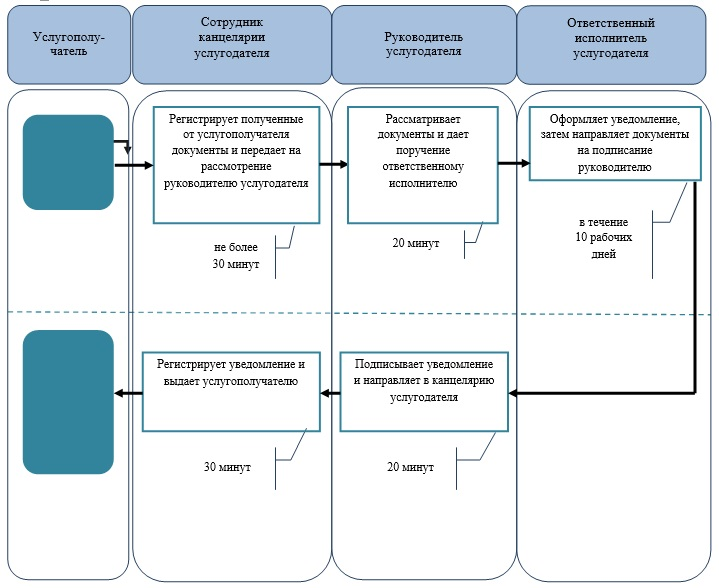 Услугополу-
чатель
Сотрудник
канцелярии
услугодателя
Руководитель
услугодателя
Ответственный
исполнитель
услугодателя
Регистрирует полученные
от услугополучателя
документы и передает на
рассмотрение
руководителю услугодателя
Рассматривает
документы и дает
поручение
ответственному
исполнителю
Оформляет уведомление,
затем направляет документы
на подписание
руководителю
не более
30 минут
20 минут
в течение
10 рабочих
дней
Регистрирует уведомление и
выдает услугополучателю
Подписывает уведомление
и направляет в канцелярию
услугодателя
30 минут
20 минут